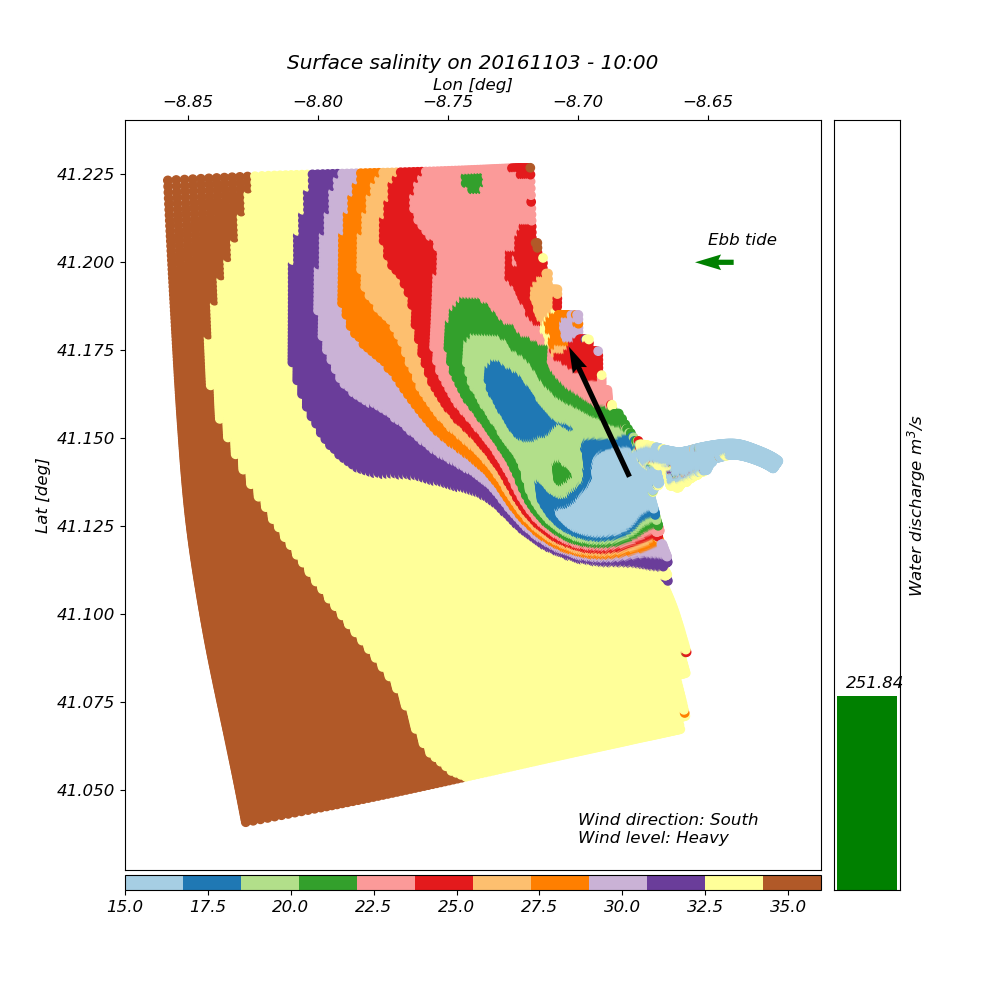 Surface salinity on 20161103 - 10:00
Lon [deg]
−8.85 −8.80 −8.75 −8.70 −8.65
41.225
41.200
41.175
41.150
41.125
41.100
41.075
41.050
Lat [deg]
Ebb tide
Wind direction: South
Wind level: Heavy
251.84
Water discharge m³/s
15.0 17.5 20.0 22.5 25.0 27.5 30.0 32.5 35.0